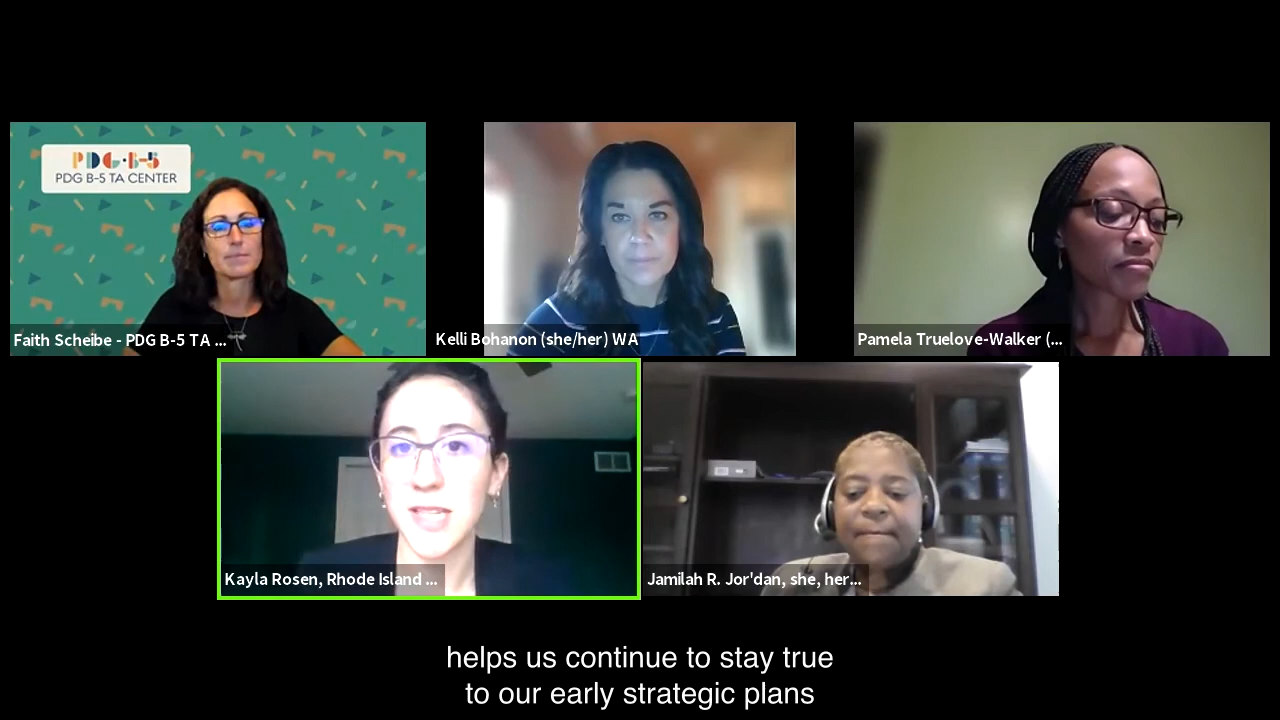 PDG·B-5
PDG B-5 TA CENTER
Faith Scheibe - PDG B-5 TA ...
Kelli Bohanon (she/her) WA
Pamela Truelove-Walker (...
Kayla Rosen, Rhode Island ...
Jamilah R. Jor'dan, she, her...
helps us continue to stay true
to our early strategic plans